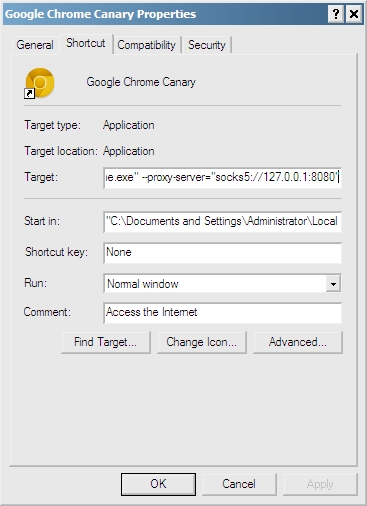 Google Chrome Canary Properties
General Shortcut Compatibility Security
Google Chrome Canary
Target type: Application
Target location: Application
Target: e.exe" --proxy-server="socks5://127.0.0.1:8080"
Start in: "C:\Documents and Settings\Administrator\Local
Shortcut key: None
Run: Normal window
Comment: Access the Internet
Find Target... Change Icon... Advanced...
OK Cancel Apply